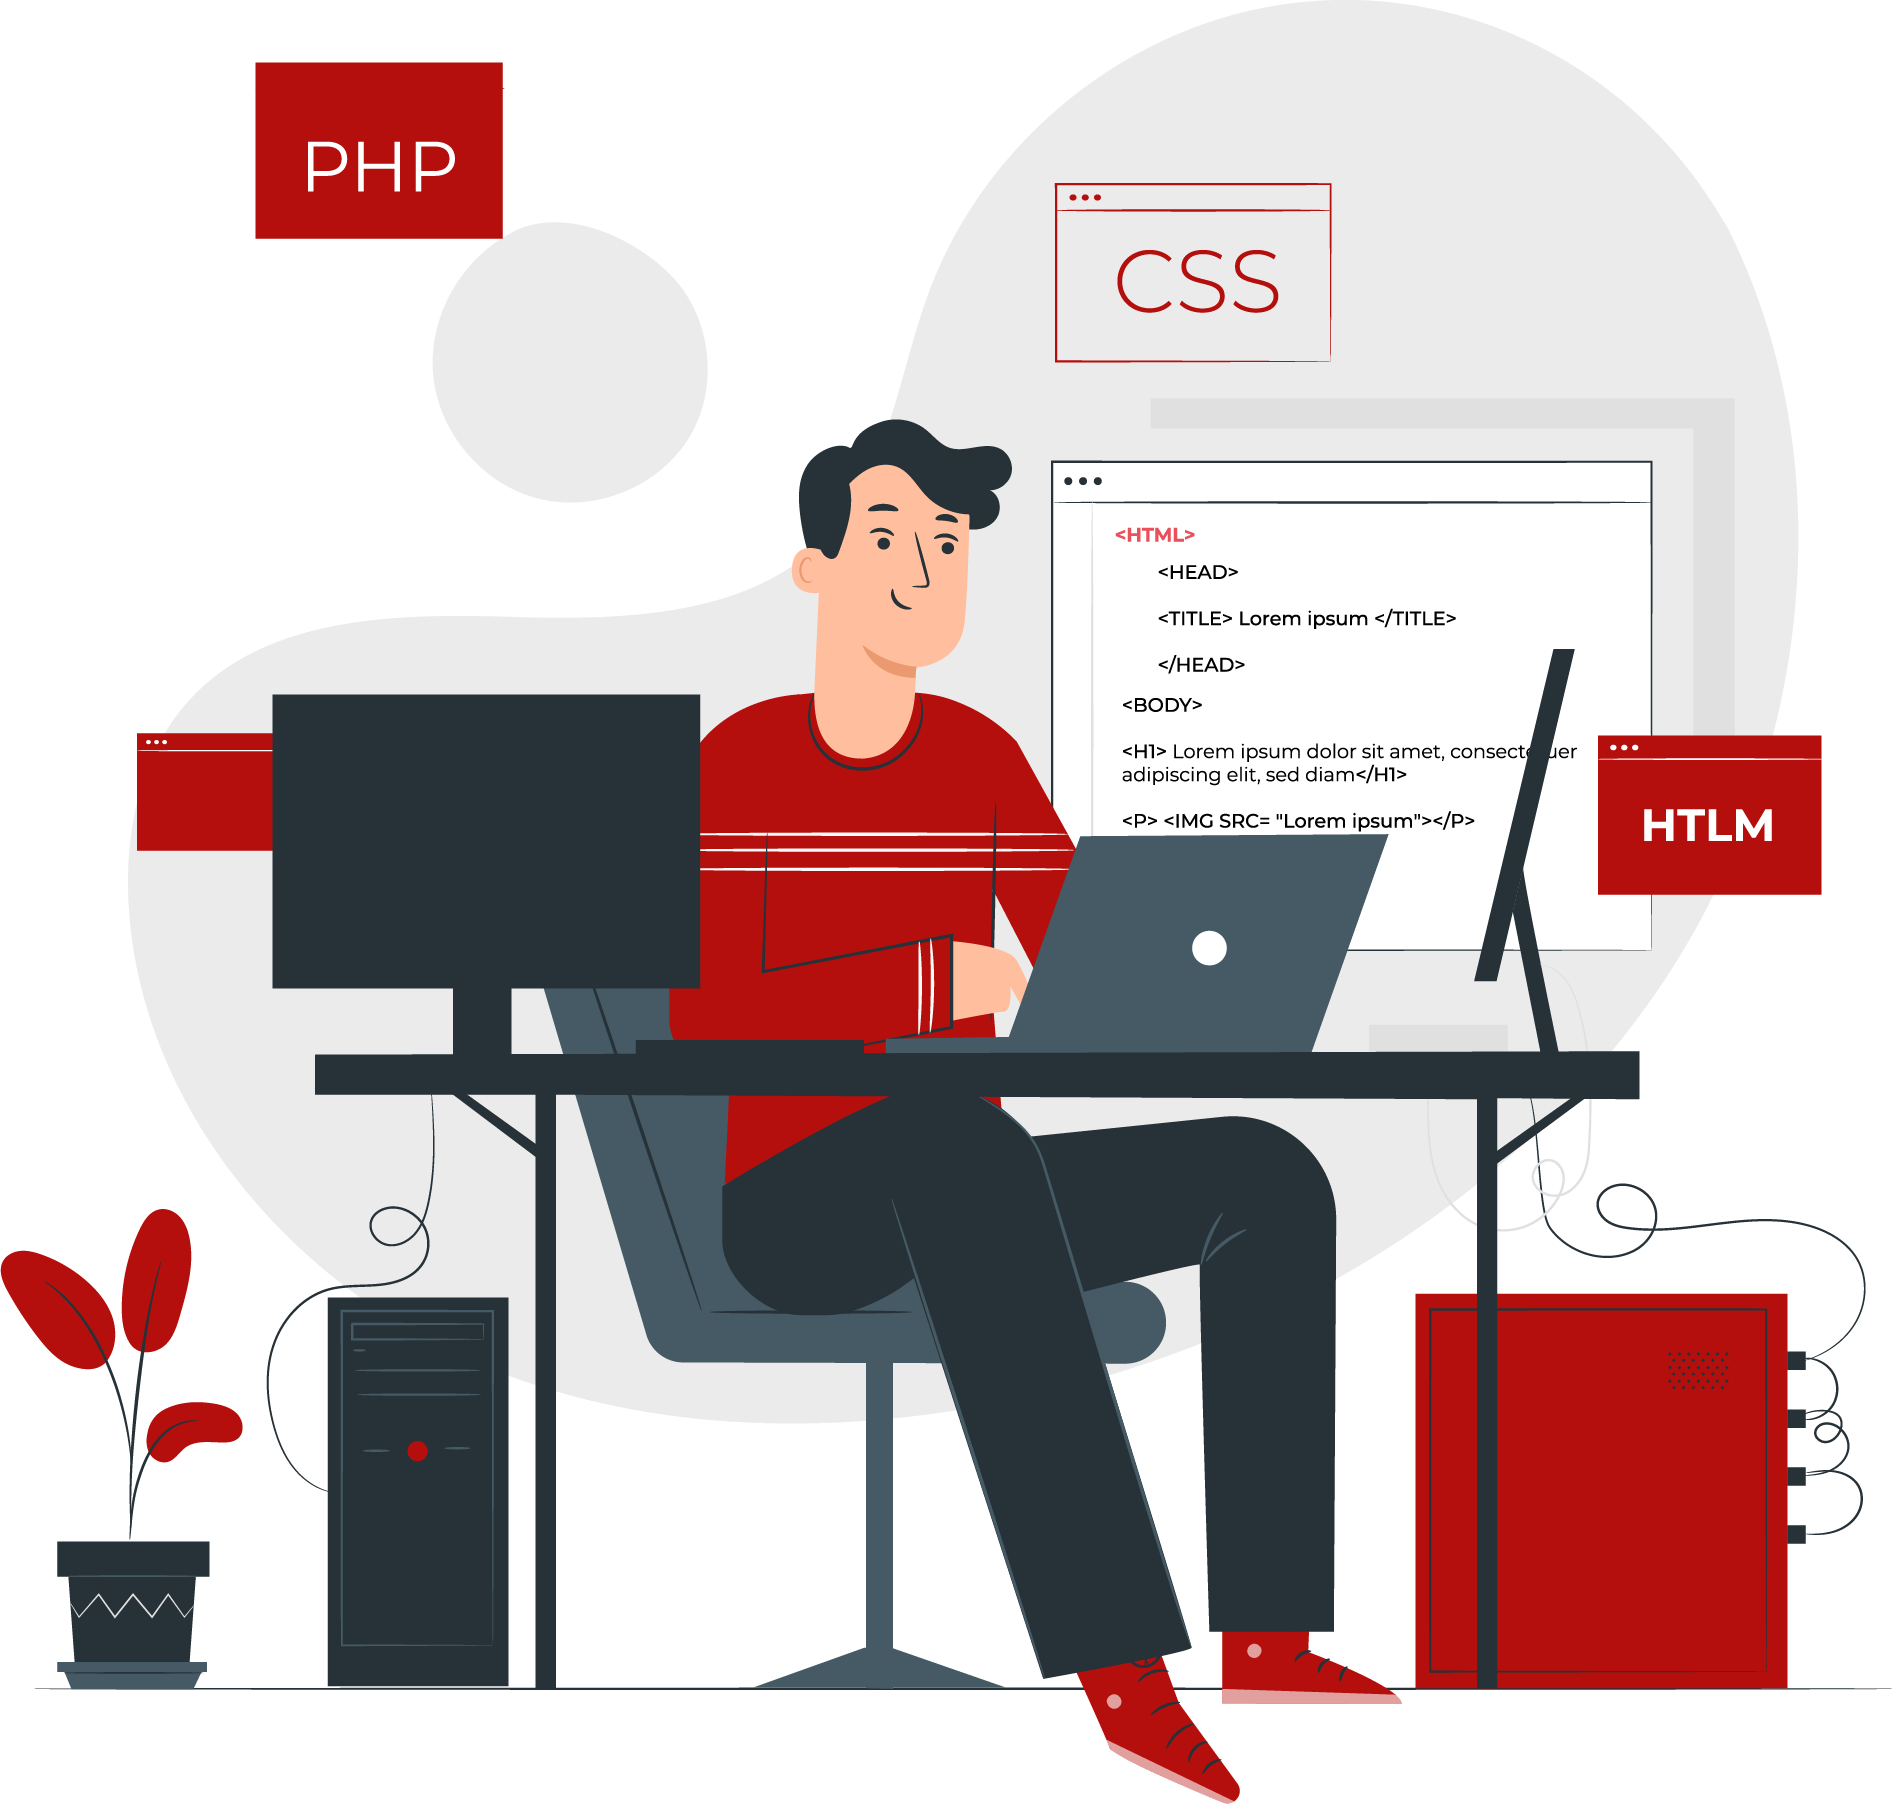 PHP
CSS
<HTML>
<HEAD>
<TITLE> Lorem ipsum </TITLE>
</HEAD>
<BODY>
<H1> Lorem ipsum dolor sit amet, 
adipiscing elit, sed diam</H1>
<P> <IMG SRC= "Lorem ipsum"></P>
HTLM